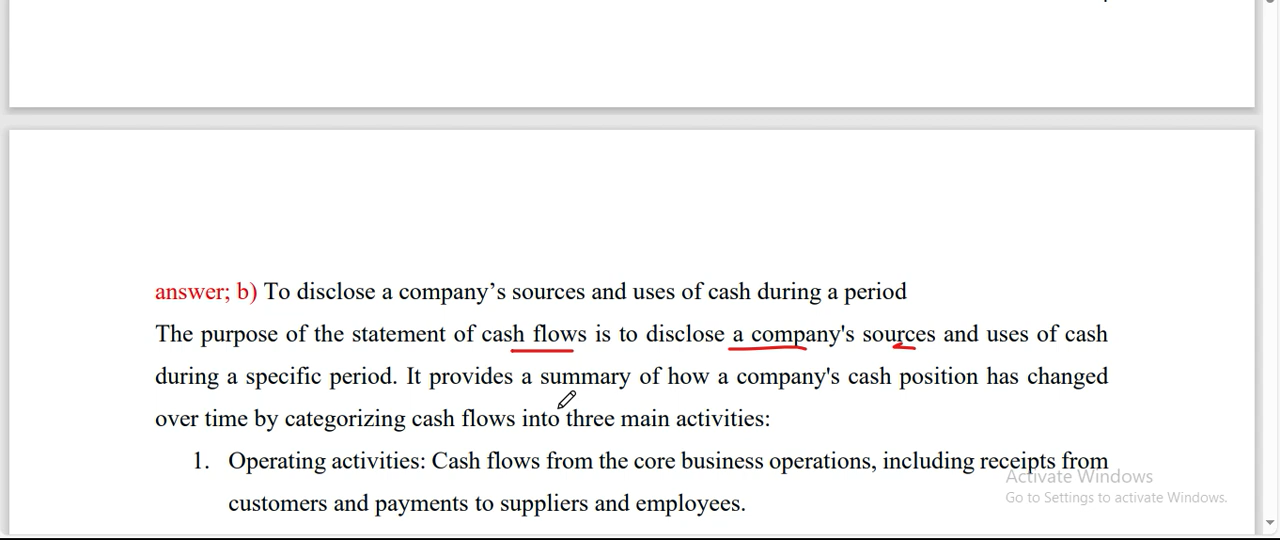 answer; b) To disclose a company’s sources and uses of cash during a period
The purpose of the statement of cash flows is to disclose a company's sources and uses of cash
during a specific period. It provides a summary of how a company's cash position has changed
over time by categorizing cash flows into three main activities:
1. Operating activities: Cash flows from the core business operations, including receipts from
customers and payments to suppliers and employees.
Activate Windows
Go to Settings to activate Windows.